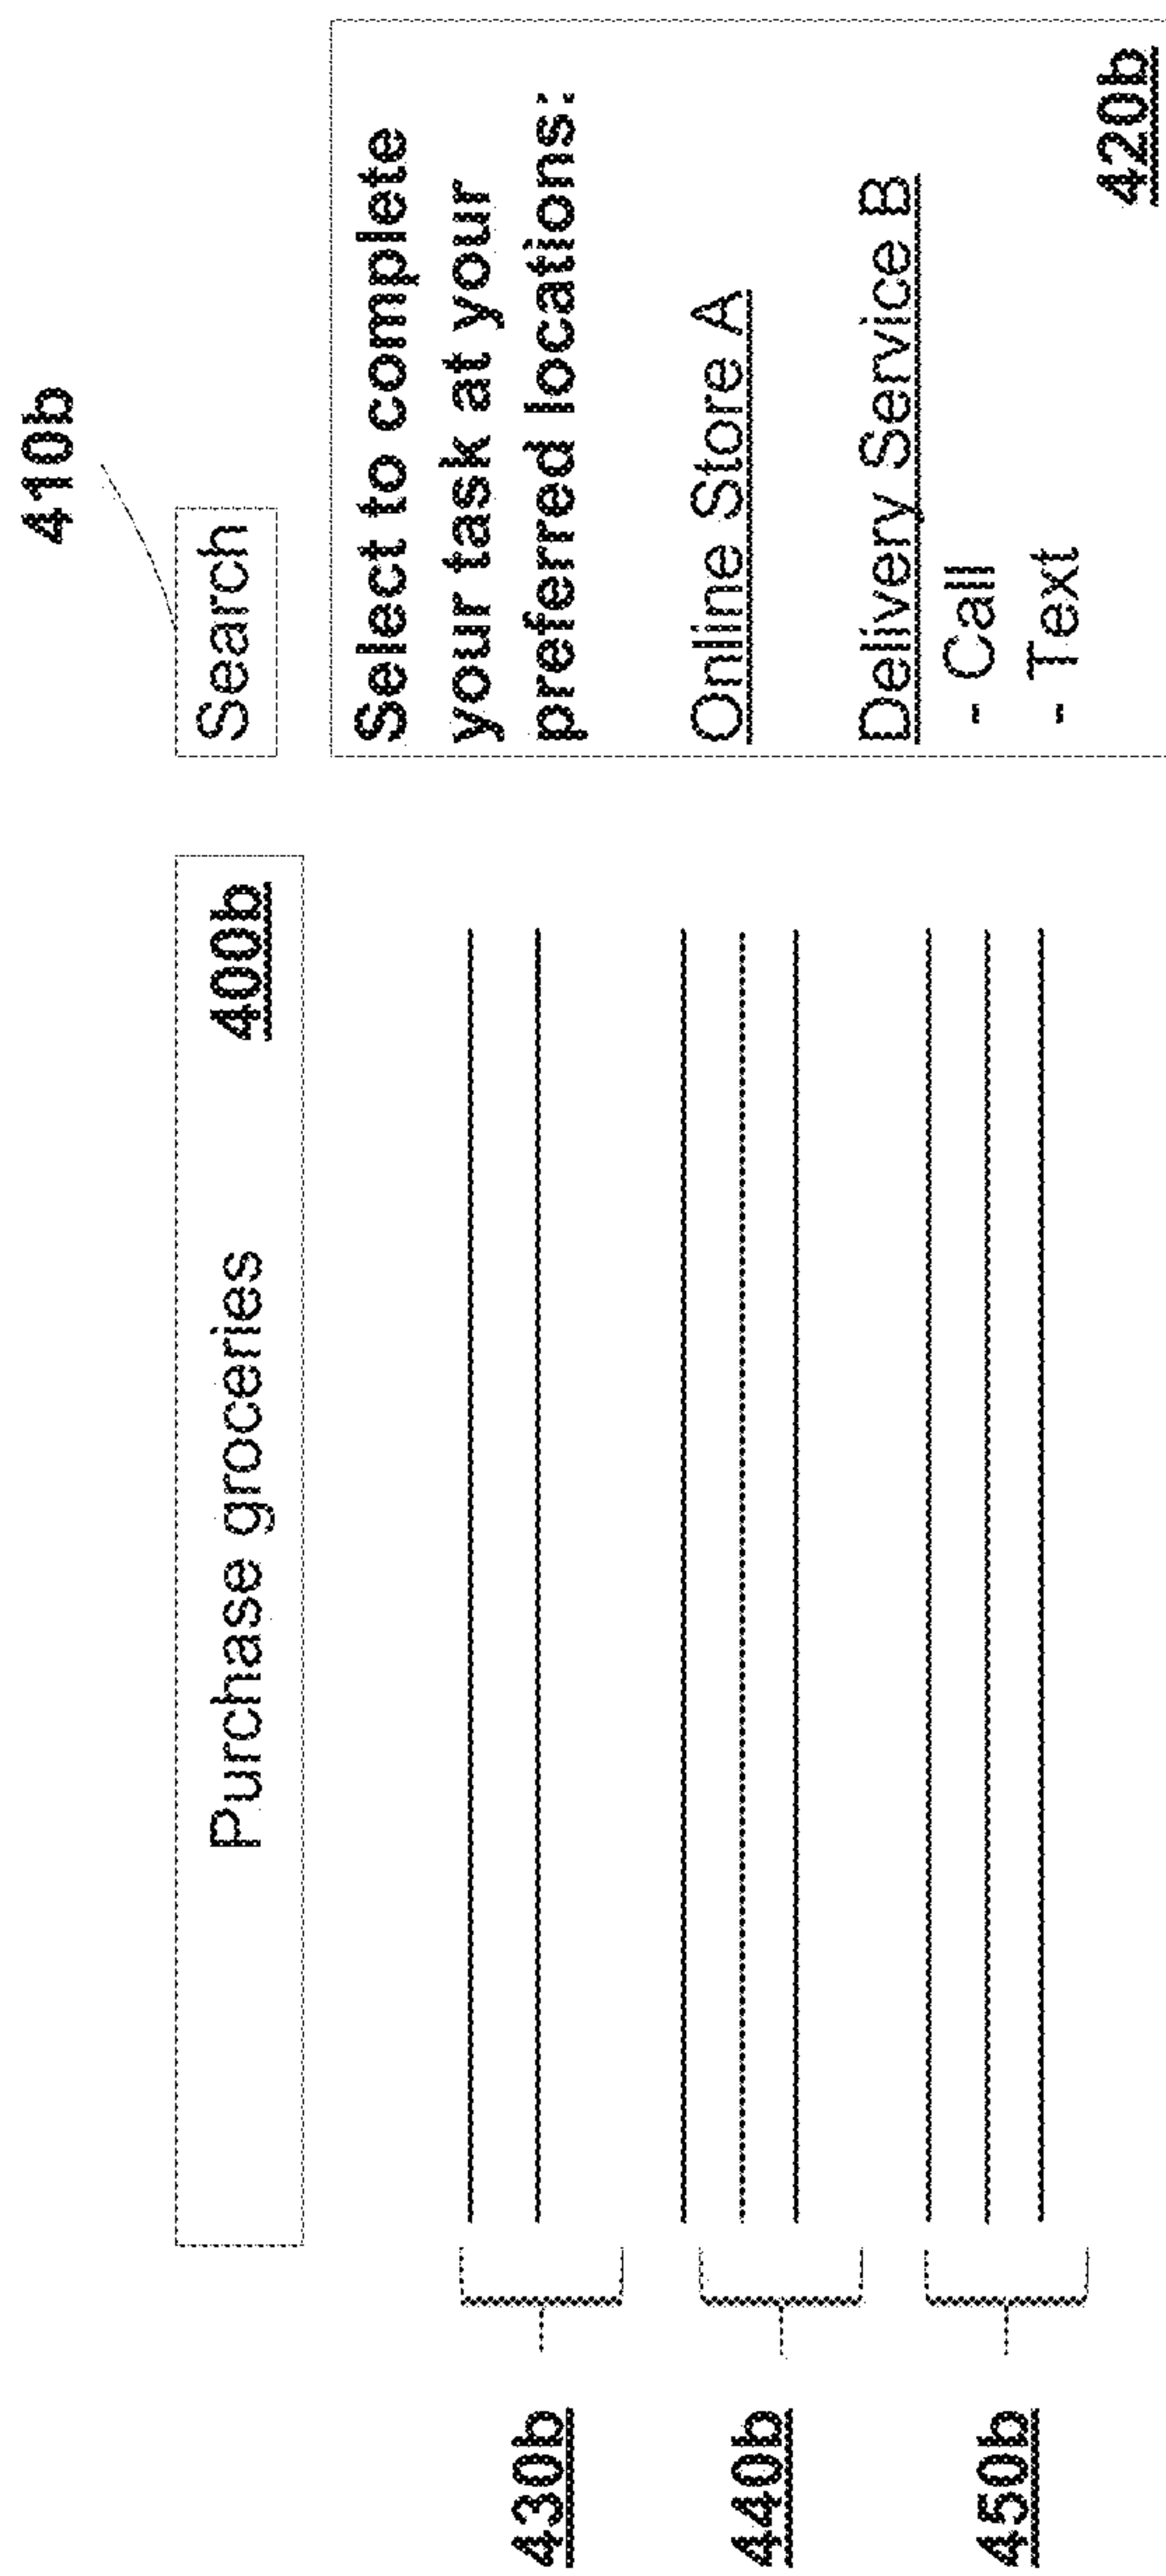 410b
Purchase groceries 400b
Search
Select to complete
your task at your
preferred locations:
Online Store A
Delivery Service B
- Call
- Text
420b
430b
440b
450b